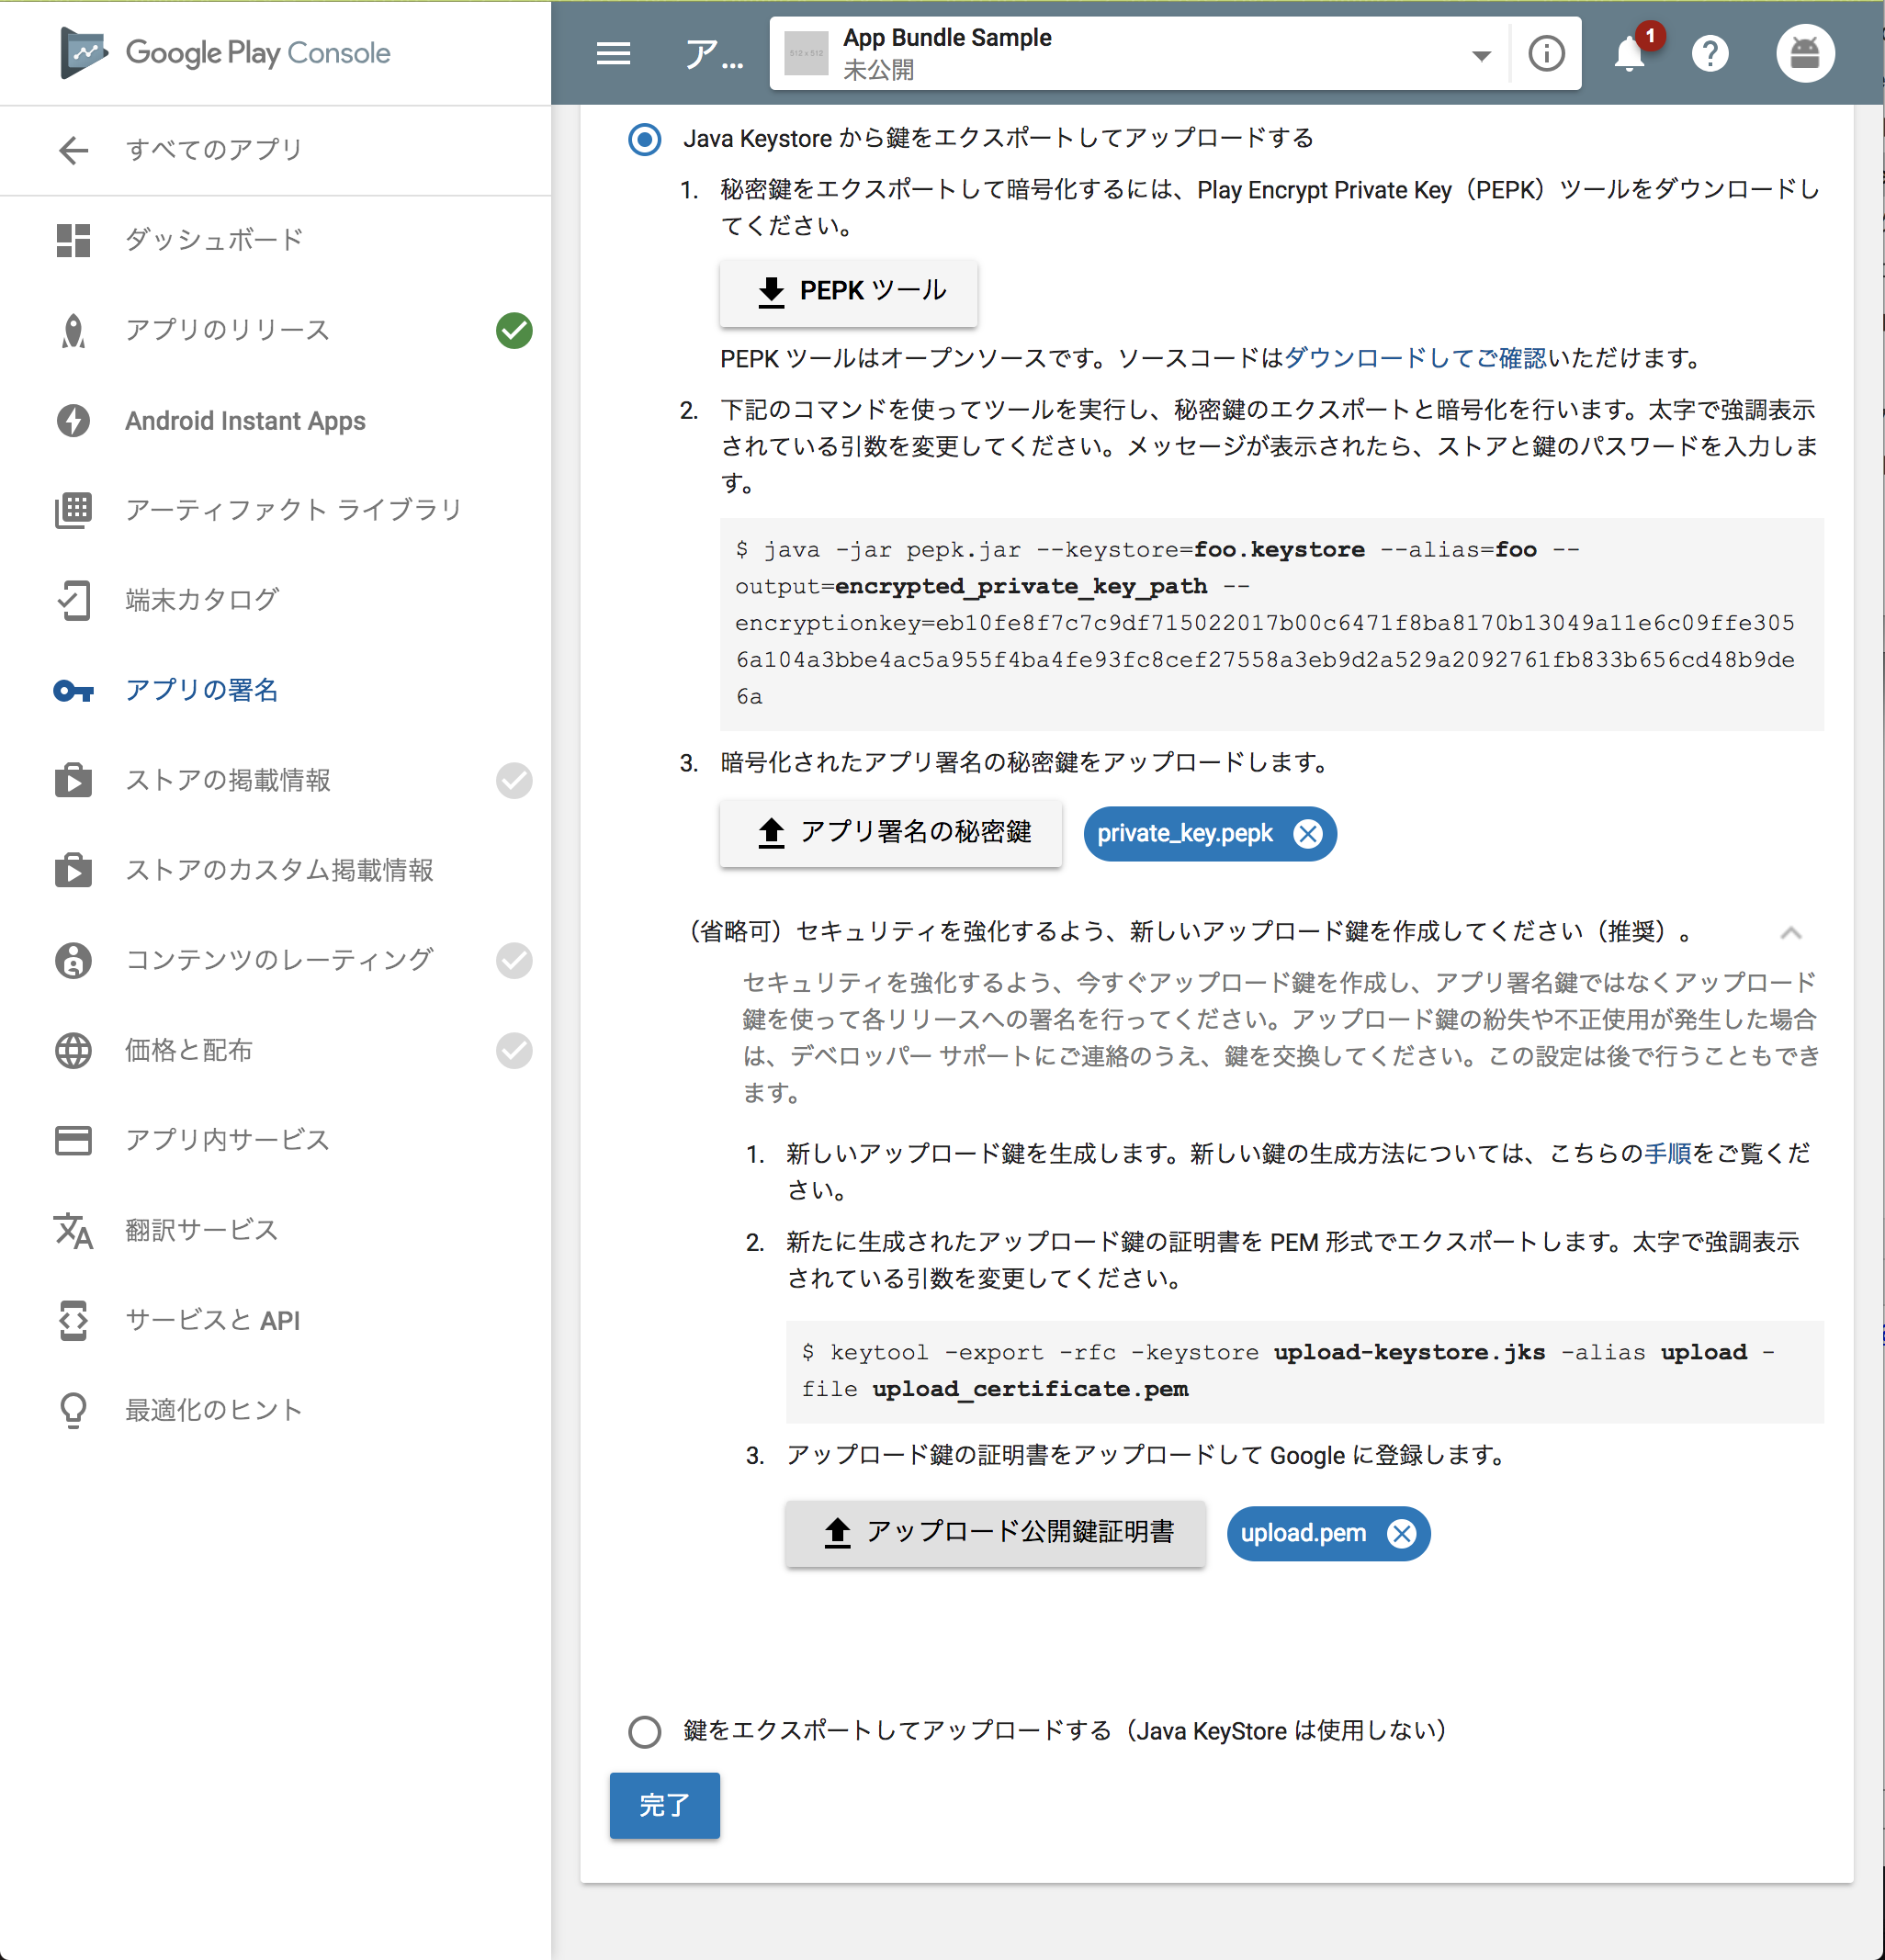 Google Play Console
ア...
512 x 512
App Bundle Sample
未公開
1
すべてのアプリ
ダッシュボード
アプリのリリース
Android Instant Apps
アーティファクト ライブラリ
端末カタログ
アプリの署名
ストアの掲載情報
ストアのカスタム掲載情報
コンテンツのレーティング
価格と配布
アプリ内サービス
翻訳サービス
サービスと API
最適化のヒント
Java Keystore から鍵をエクスポートしてアップロードする
1. 秘密鍵をエクスポートして暗号化するには、Play Encrypt Private Key（PEPK）ツールをダウンロードし
てください。
PEPK ツール
PEPK ツールはオープンソースです。ソースコードはダウンロードしてご確認いただけます。
2. 下記のコマンドを使ってツールを実行し、秘密鍵のエクスポートと暗号化を行います。太字で強調表示
されている引数を変更してください。メッセージが表示されたら、ストアと鍵のパスワードを入力しま
す。
$ java -jar pepk.jar --keystore=foo.keystore --alias=foo --
output=encrypted_private_key_path --
encryptionkey=eb10fe8f7c7c9df715022017b00c6471f8ba8170b13049a11e6c09ffe305
6a104a3bbe4ac5a955f4ba4fe93fc8cef27558a3eb9d2a529a2092761fb833b656cd48b9de
6a
3. 暗号化されたアプリ署名の秘密鍵をアップロードします。
アプリ署名の秘密鍵 private_key.pepk
（省略可）セキュリティを強化するよう、新しいアップロード鍵を作成してください（推奨）。
セキュリティを強化するよう、今すぐアップロード鍵を作成し、アプリ署名鍵ではなくアップロード
鍵を使って各リリースへの署名を行ってください。アップロード鍵の紛失や不正使用が発生した場合
は、デベロッパー サポートにご連絡のうえ、鍵を交換してください。この設定は後で行うこともでき
ます。
1. 新しいアップロード鍵を生成します。新しい鍵の生成方法については、こちらの手順をご覧くだ
さい。
2. 新たに生成されたアップロード鍵の証明書を PEM 形式でエクスポートします。太字で強調表示
されている引数を変更してください。
$ keytool -export -rfc -keystore upload-keystore.jks -alias upload -
file upload_certificate.pem
3. アップロード鍵の証明書をアップロードして Google に登録します。
アップロード公開鍵証明書 upload.pem
鍵をエクスポートしてアップロードする（Java KeyStore は使用しない）
完了